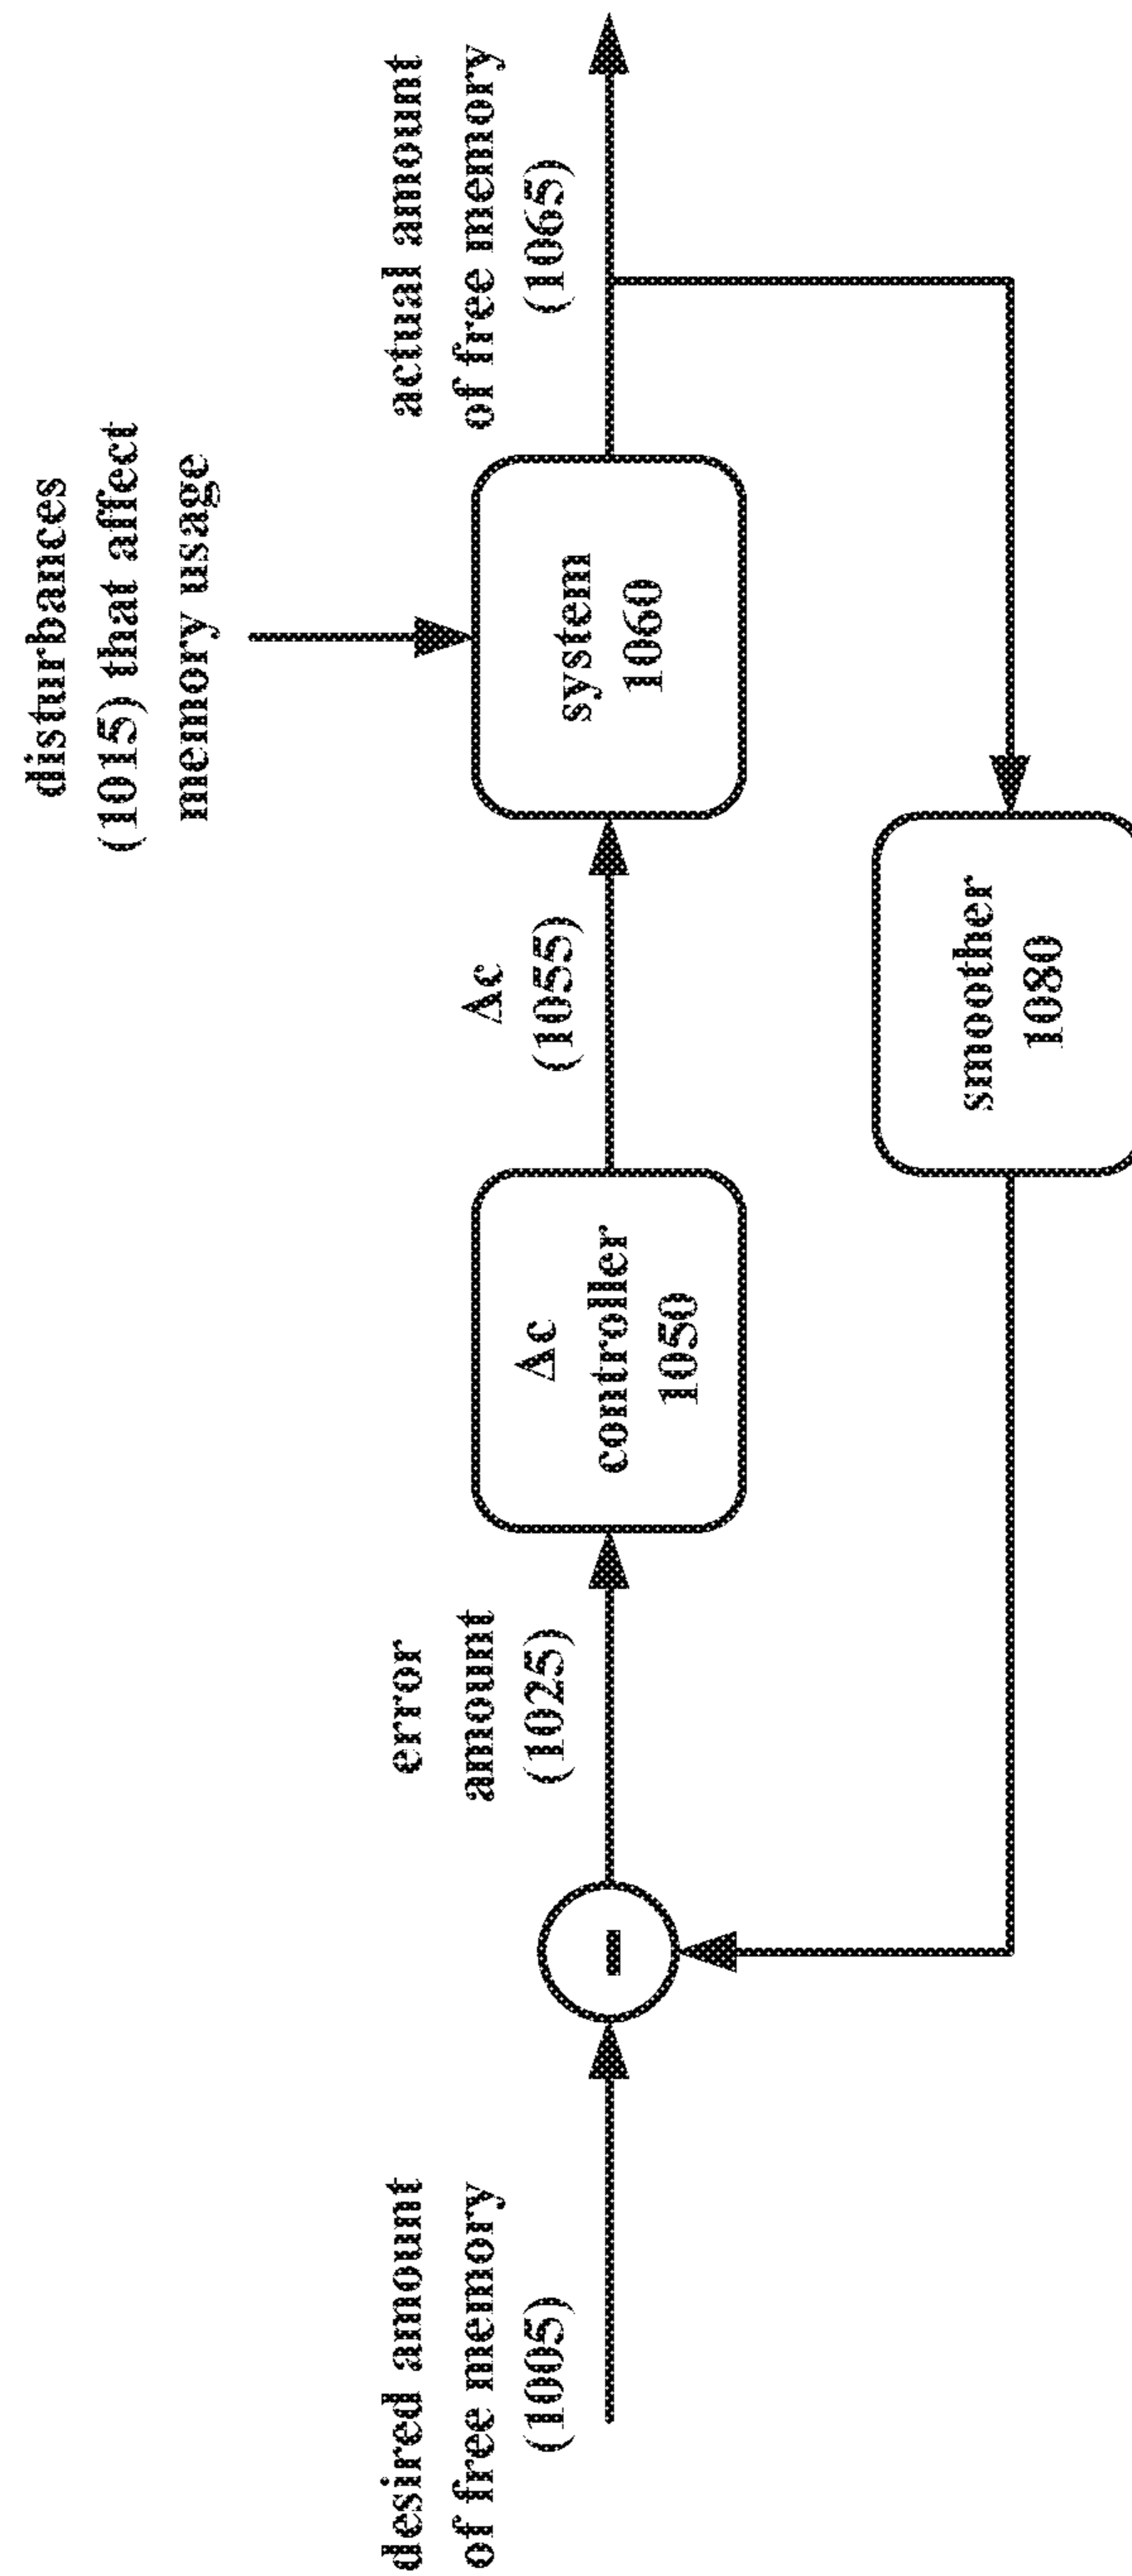 disturbances
(1015) that affect
memory usage
desired amount
of free memory
(1005)
error
amount
(1025)
Δc
controller
1050
Δc
(1055)
system
1060
actual amount
of free memory
(1065)
smoother
1080
-